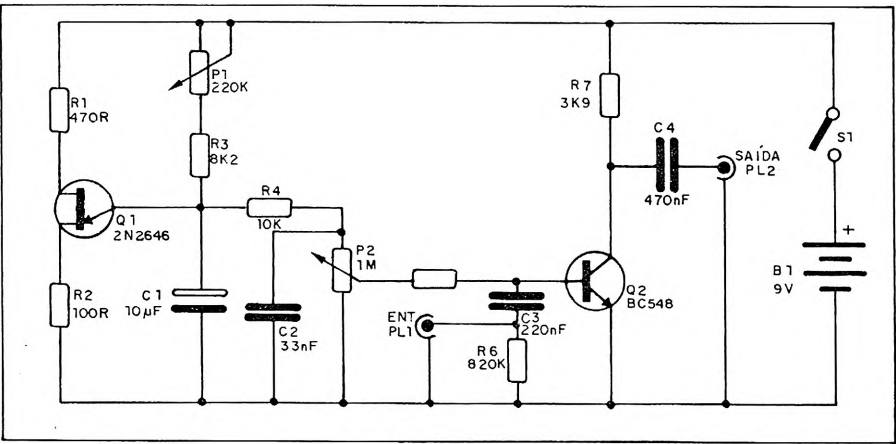 P1
220K
R1
470R
R3
8K2
Q1
2N2646
R4
10K
R2
100R
C1
10µF
C2
33nF
P2
1M
ENT
PL1
C3
220nF
R6
820K
Q2
BC548
R7
3K9
C4
470nF
SAÍDA
PL2
S1
+
B1
9V